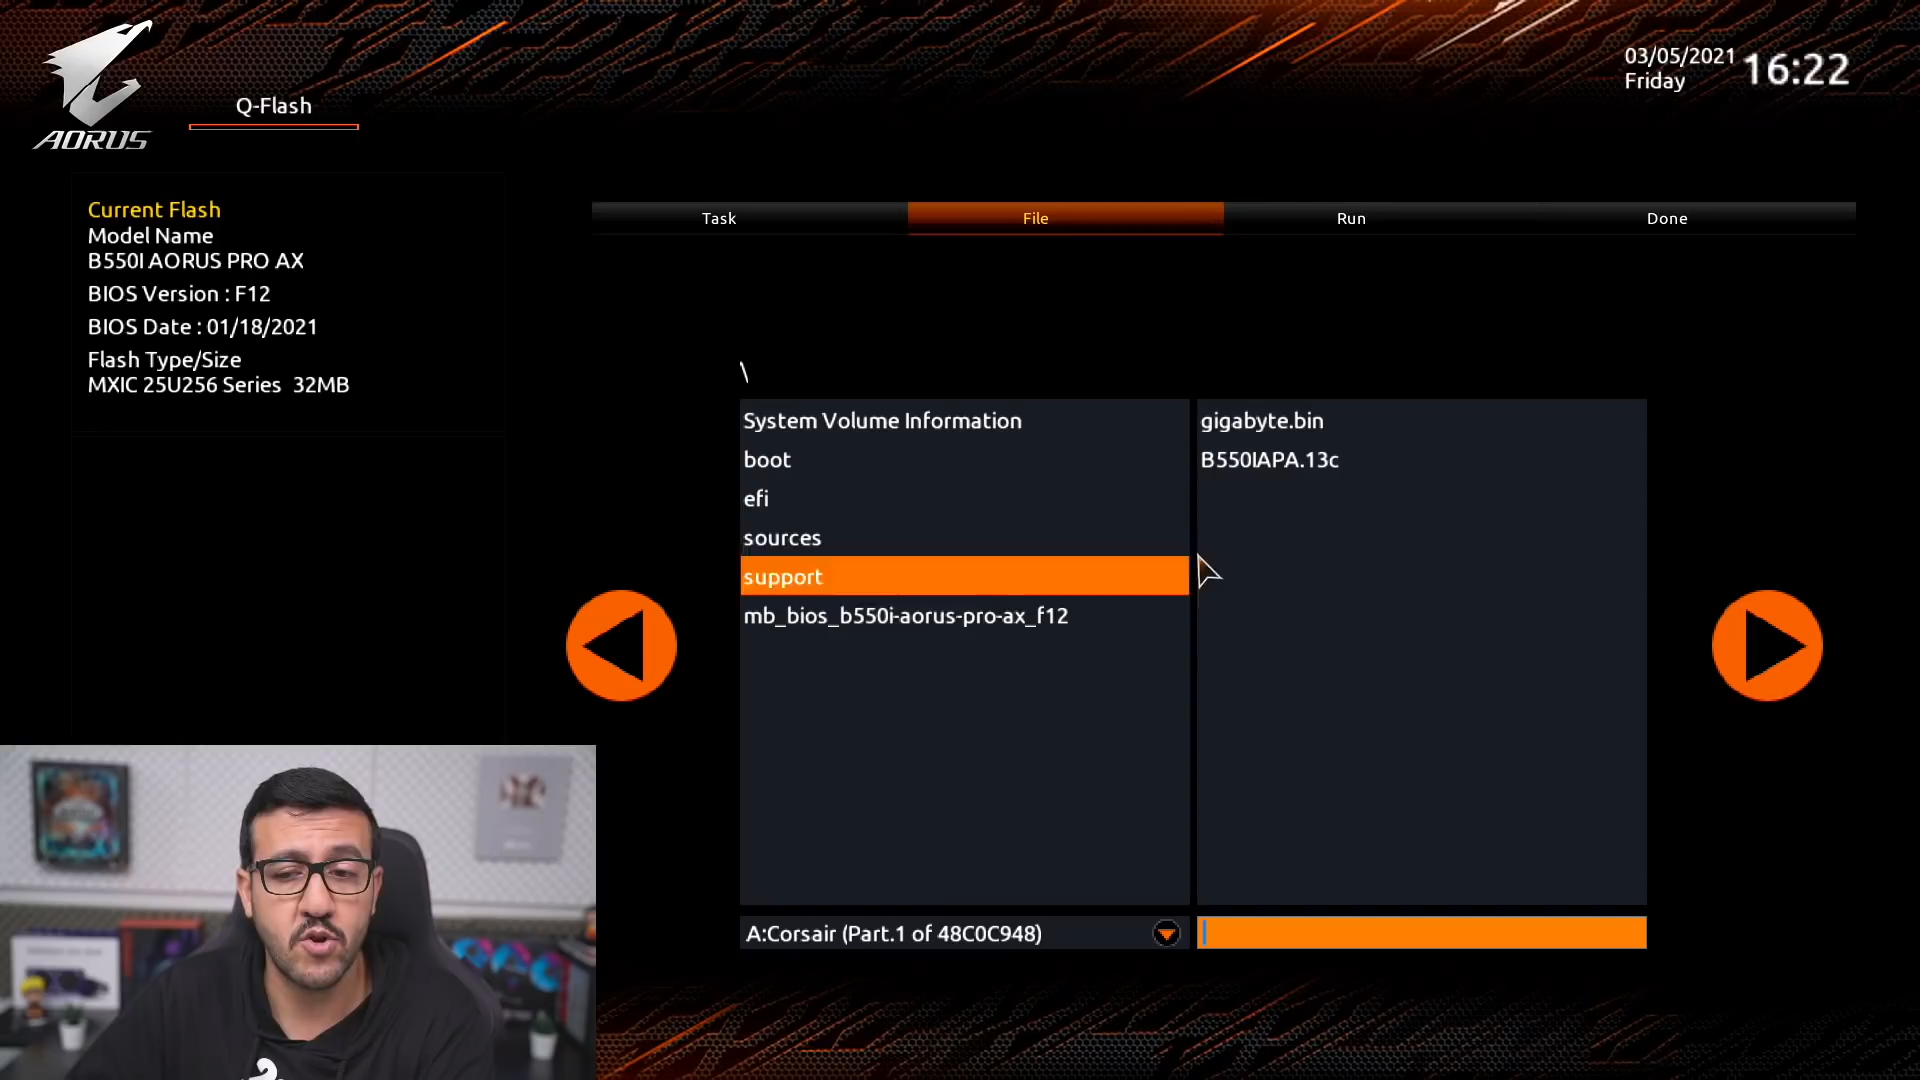 AORUS
Q-Flash
03/05/2021
Friday
16:22
Current Flash
Model Name
B550I AORUS PRO AX
BIOS Version : F12
BIOS Date : 01/18/2021
Flash Type/Size
MXIC 25U256 Series 32MB
Task
File
Run
Done
\
System Volume Information
boot
efi
sources
support
mb_bios_b550i-aorus-pro-ax_f12
gigabyte.bin
B550IAPA.13c
A:Corsair (Part.1 of 48C0C948)